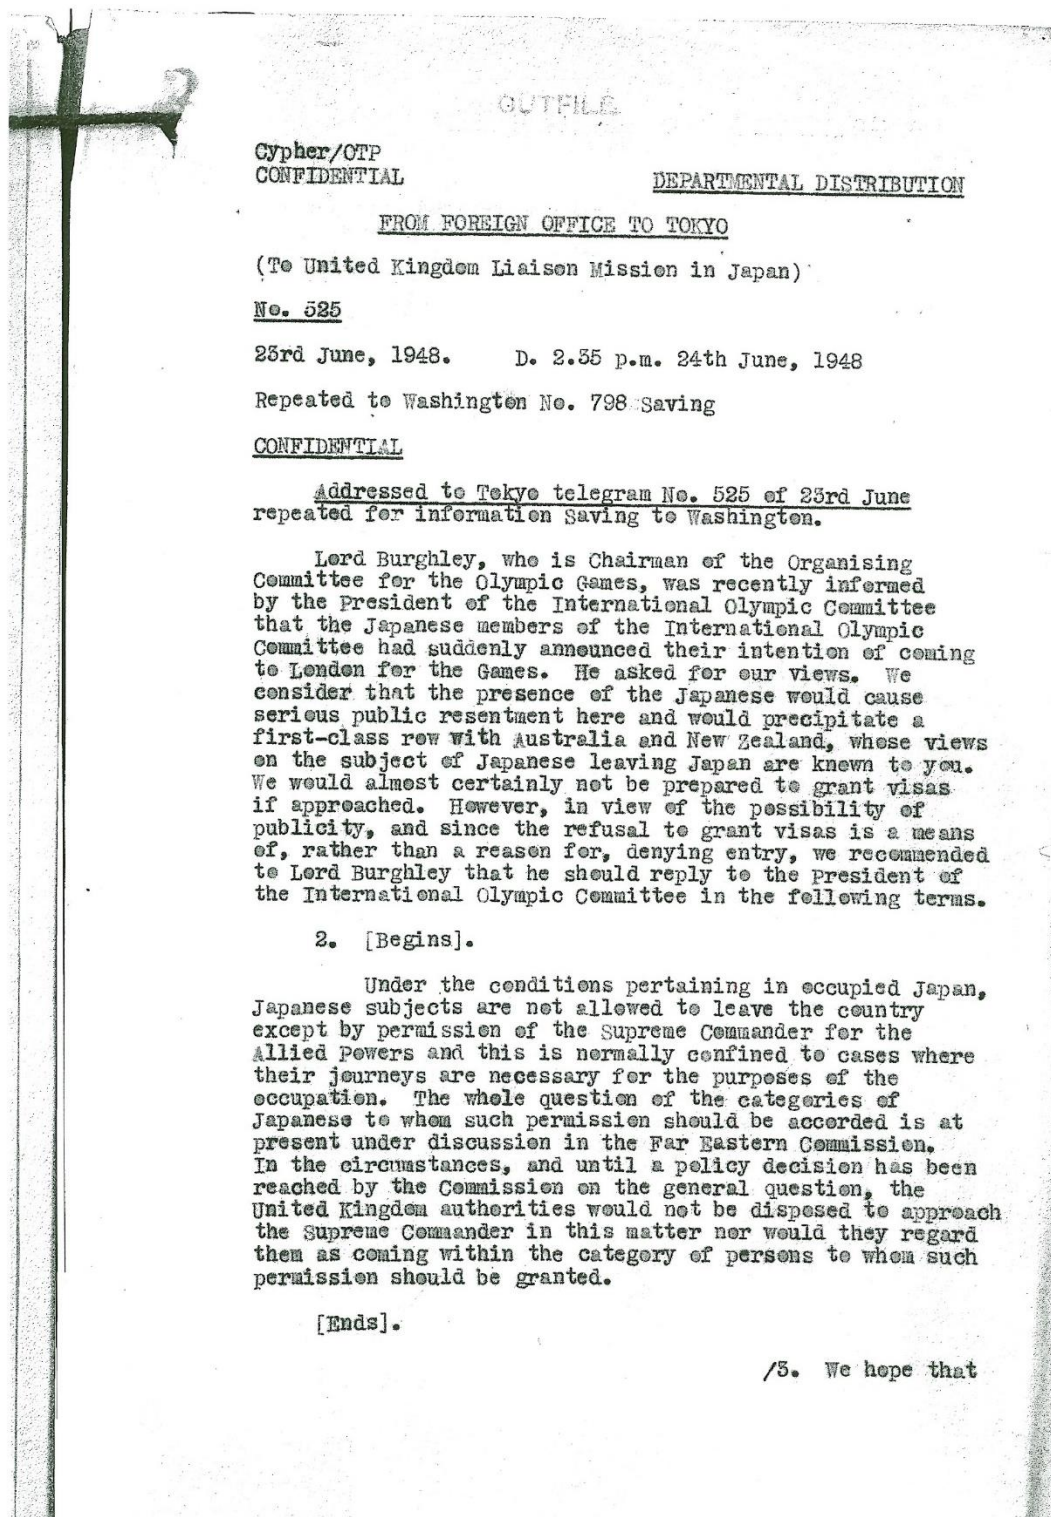 OUTFILE
Cypher/OTP
CONFIDENTIAL
DEPARTMENTAL DISTRIBUTION
FROM FOREIGN OFFICE TO TOKYO
(To United Kingdom Liaison Mission in Japan)
No. 525
23rd June, 1948. D. 2.35 p.m. 24th June, 1948
Repeated to Washington No. 798 Saving
CONFIDENTIAL
Addressed to Tokyo telegram No. 525 of 23rd June
repeated for information Saving to Washington.
Lord Burghley, who is Chairman of the Organising
Committee for the Olympic Games, was recently informed
by the President of the International Olympic Committee
that the Japanese members of the International Olympic
Committee had suddenly announced their intention of coming
to London for the Games. He asked for our views. We
consider that the presence of the Japanese would cause
serious public resentment here and would precipitate a
first-class row with Australia and New Zealand, whose views
on the subject of Japanese leaving Japan are known to you.
We would almost certainly not be prepared to grant visas
if approached. However, in view of the possibility of
publicity, and since the refusal to grant visas is a means
of, rather than a reason for, denying entry, we recommended
to Lord Burghley that he should reply to the President of
the International Olympic Committee in the following terms.
2. [Begins].
Under the conditions pertaining in occupied Japan,
Japanese subjects are not allowed to leave the country
except by permission of the Supreme Commander for the
Allied Powers and this is normally confined to cases where
their journeys are necessary for the purposes of the
occupation. The whole question of the categories of
Japanese to whom such permission should be accorded is at
present under discussion in the Far Eastern Commission.
In the circumstances, and until a policy decision has been
reached by the Commission on the general question, the
United Kingdom authorities would not be disposed to approach
the Supreme Commander in this matter nor would they regard
them as coming within the category of persons to whom such
permission should be granted.
[Ends].
/3. We hope that